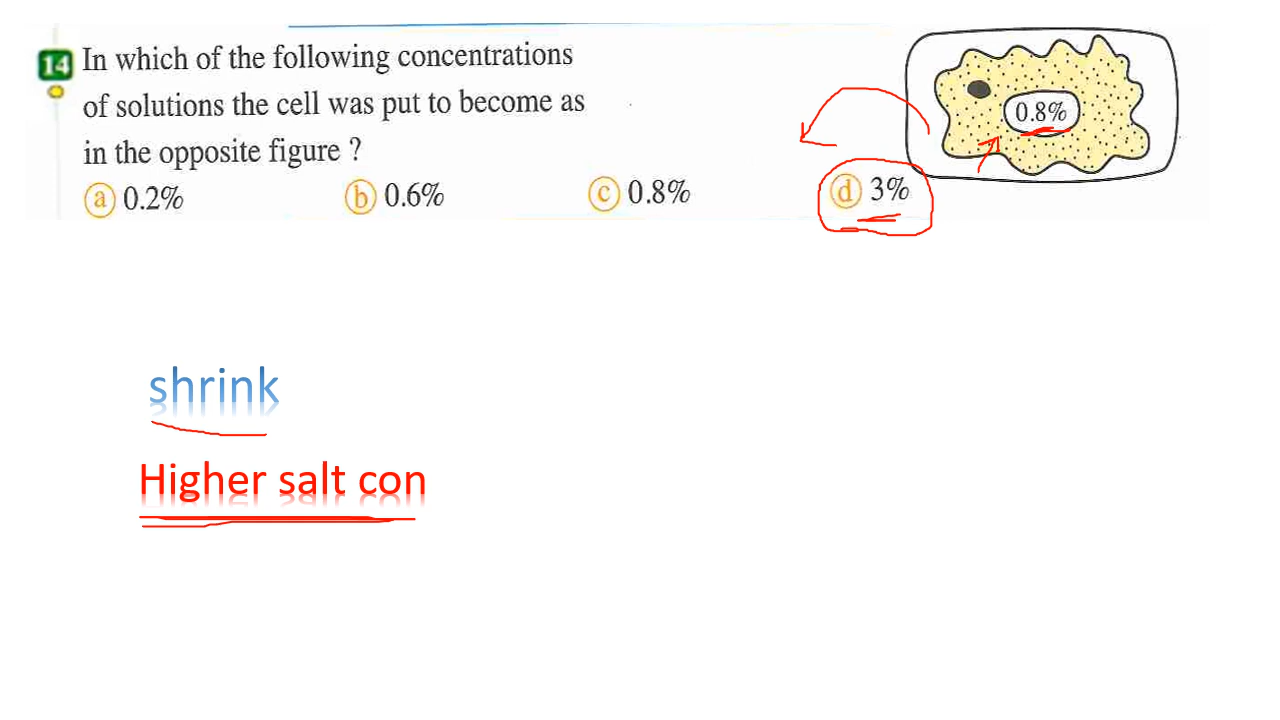 14 In which of the following concentrations
of solutions the cell was put to become as
in the opposite figure ?
0.8%
a 0.2% b 0.6% c 0.8% d 3%
shrink
Higher salt con